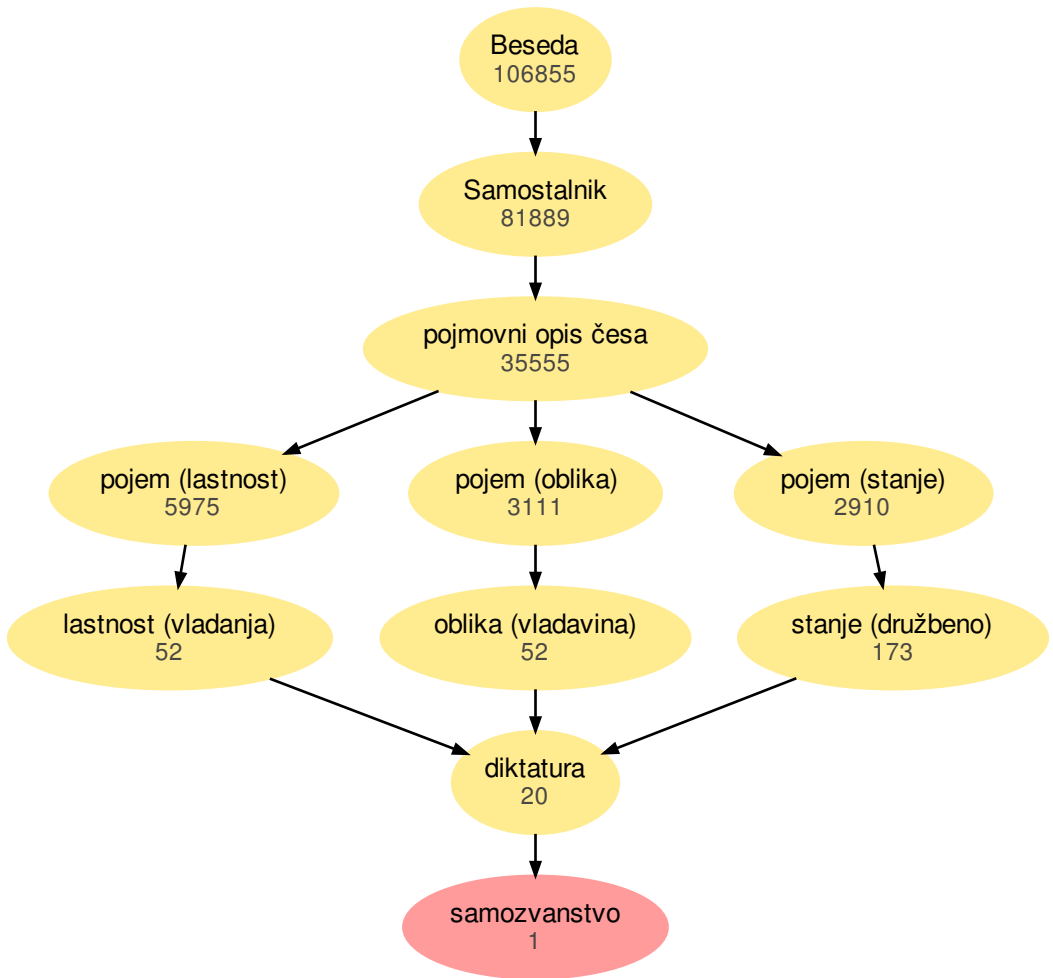 Beseda
106855
Samostalnik
81889
pojmovni opis česa
35555
pojem (lastnost)
5975
pojem (oblika)
3111
pojem (stanje)
2910
lastnost (vladanja)
52
oblika (vladavina)
52
stanje (družbeno)
173
diktatura
20
samozvanstvo
1